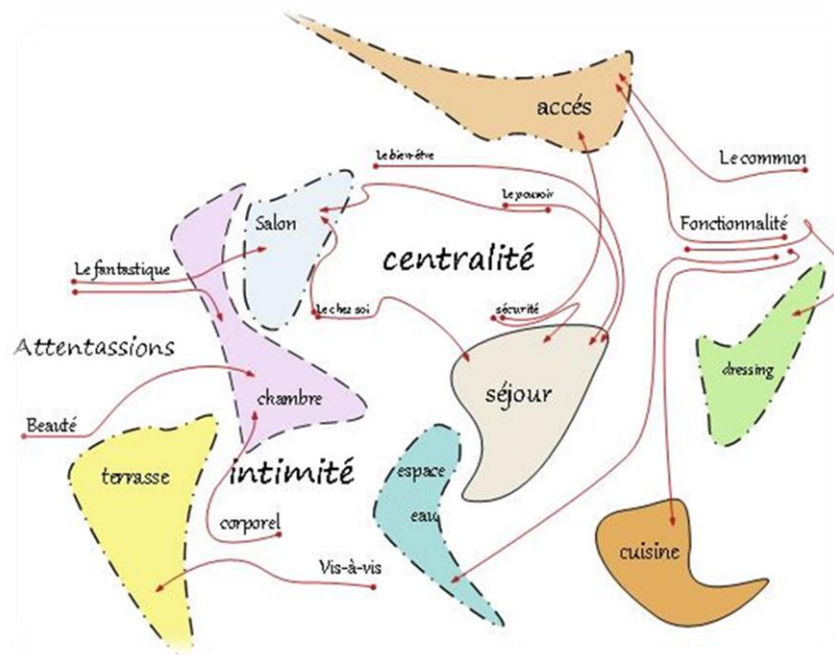 accés
Le bien-être
Le commun
Le pouvoir
Salon
Fonctionnalité
centralité
Le fantastique
Le chez soi
sécurité
Attentassions
dressing
chambre
séjour
Beauté
terrasse
intimité
espace
eau
corporel
cuisine
Vis-à-vis